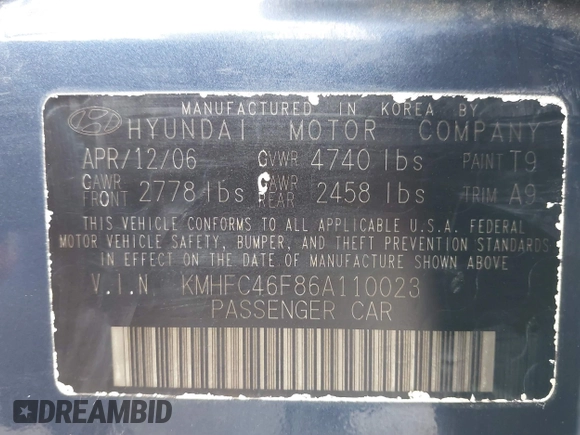 MANUFACTURED IN KOREA BY
HYUNDAI MOTOR COMPANY
APR/12/06 GVWR 4740 lbs PAINT T9
GAWR FRONT 2778 lbs GAWR REAR 2458 lbs TRIM A9
THIS VEHICLE CONFORMS TO ALL APPLICABLE U.S.A. FEDERAL
MOTOR VEHICLE SAFETY, BUMPER, AND THEFT PREVENTION STANDARDS
IN EFFECT ON THE DATE OF MANUFACTURE SHOWN ABOVE
V.I.N. KMHFC46F86A110023
PASSENGER CAR
DREAMBID